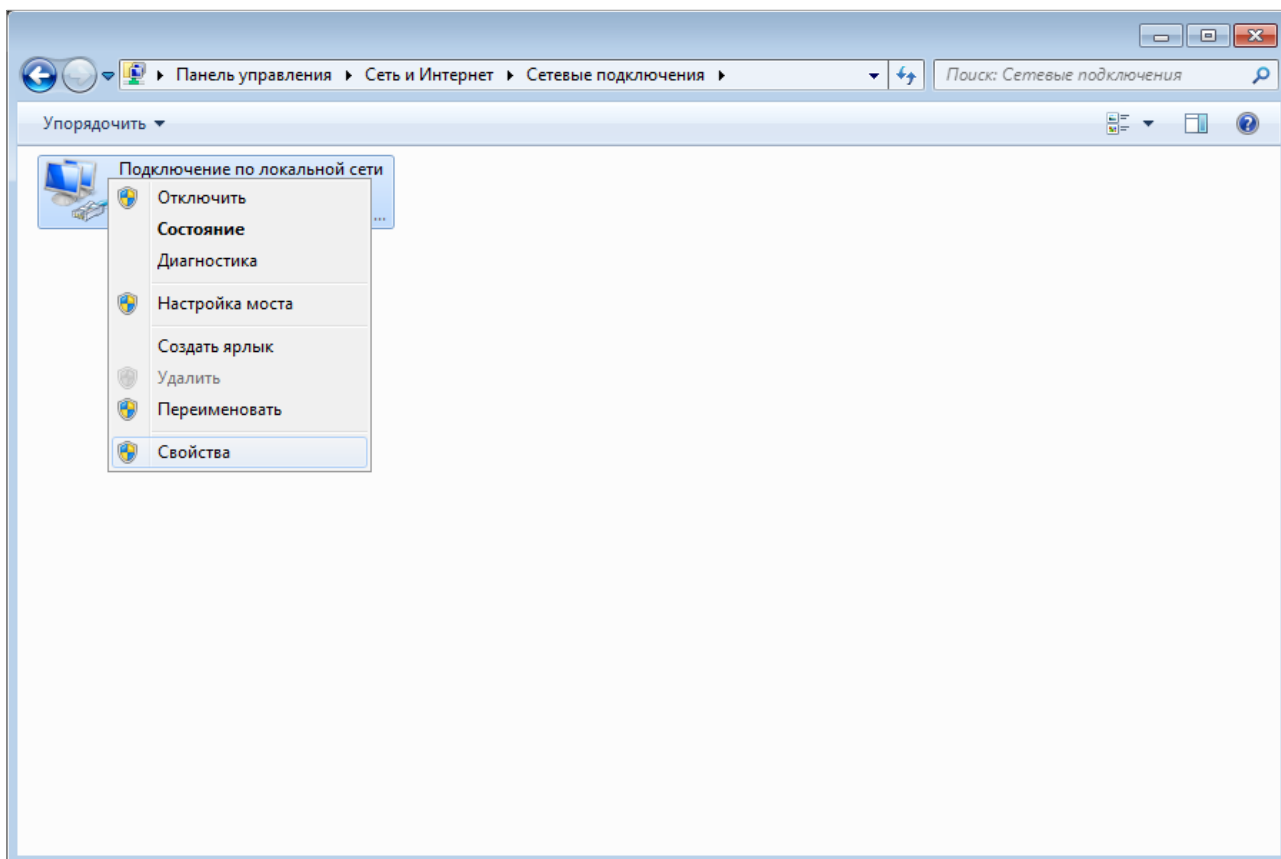 Панель управления Сеть и Интернет Сетевые подключения Поиск: Сетевые подключения
Упорядочить
Подключение по локальной сети
...
Отключить
Состояние
Диагностика
Настройка моста
Создать ярлык
Удалить
Переименовать
Свойства